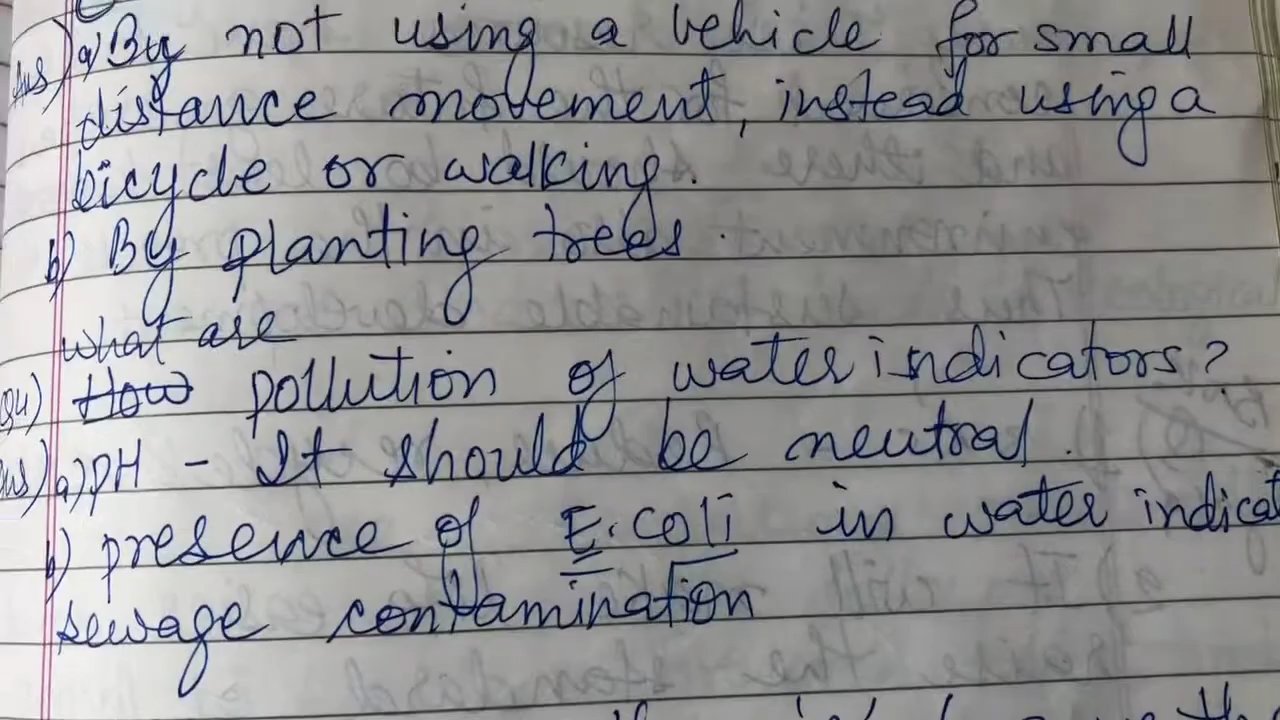 Ans) a) By not using a vehicle for small
distance movement, instead using a
bicycle or walking.
b) By planting trees.
what are
Q4) How pollution of water indicators?
Ans) a) PH - It should be neutral.
b) presence of E.coli in water indicat
sewage contamination